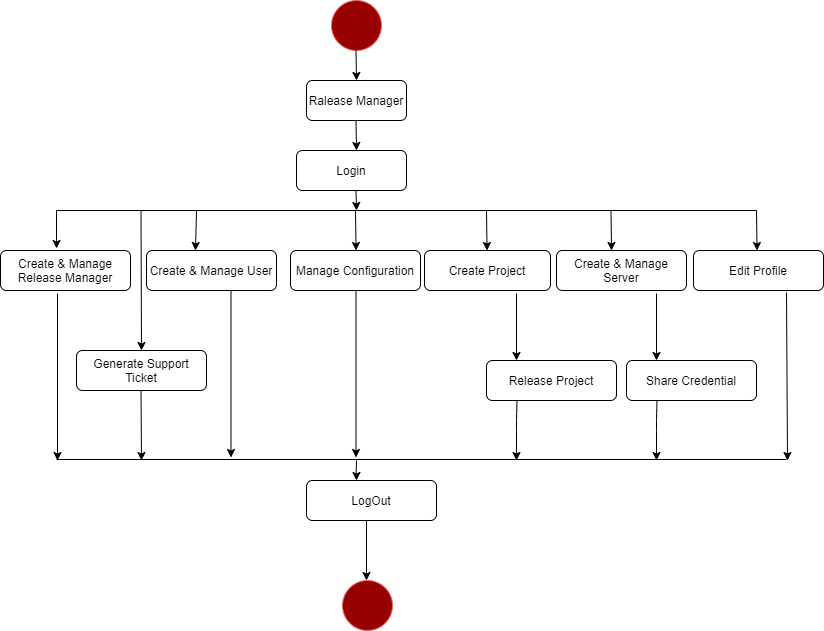 Ralease Manager
Login
Create & Manage
Release Manager
Create & Manage User
Manage Configuration
Create Project
Create & Manage
Server
Edit Profile
Generate Support
Ticket
Release Project
Share Credential
LogOut